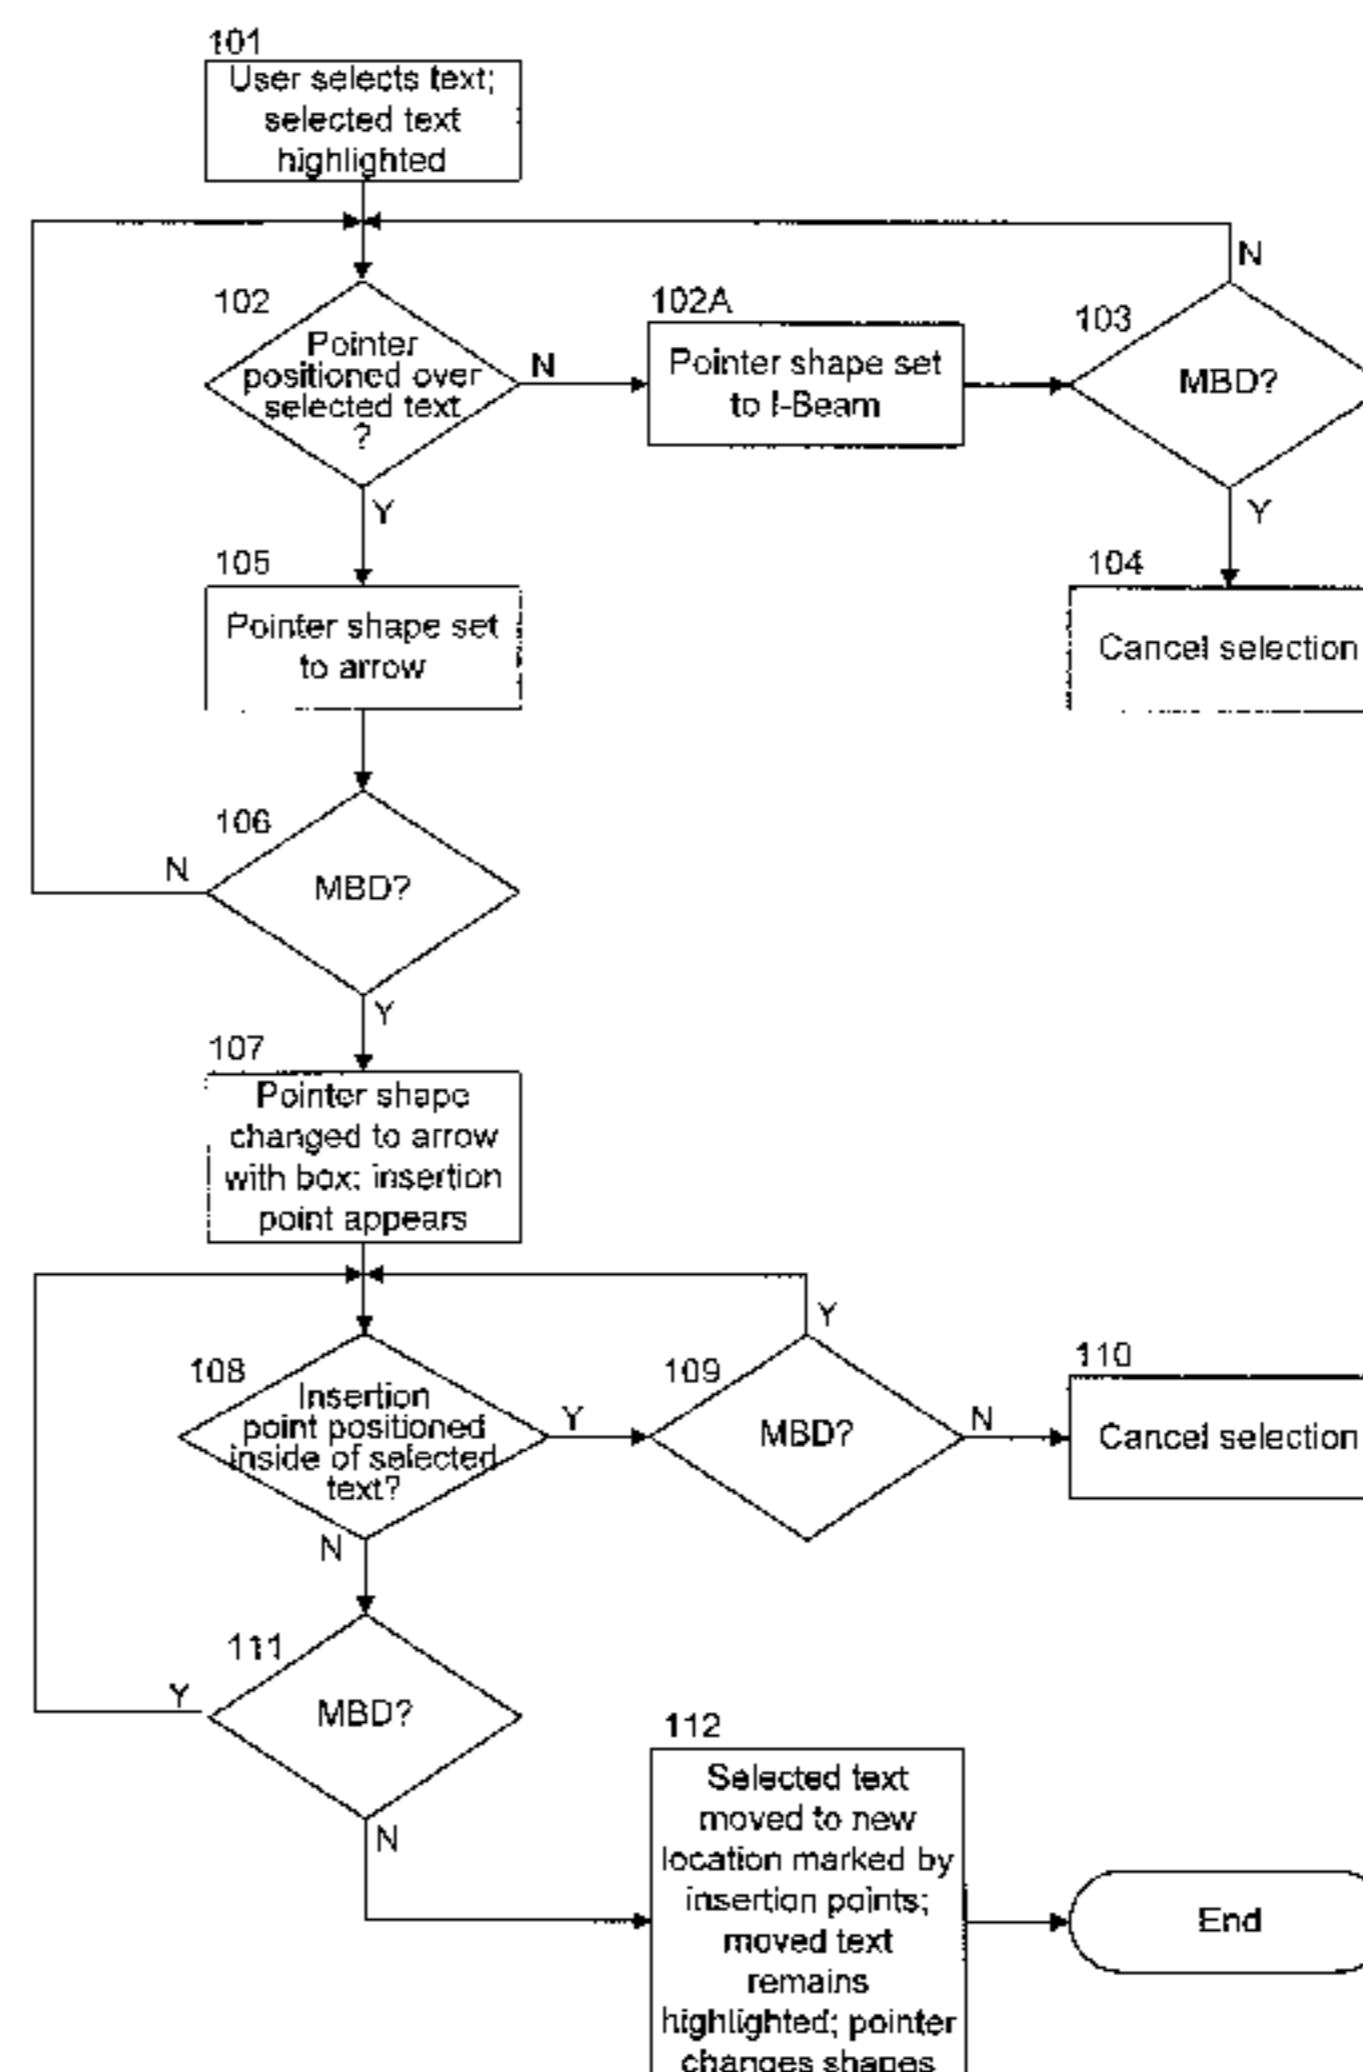 101
User selects text;
selected text
highlighted
N
102
Pointer
positioned over
selected text
?
N
102A
Pointer shape set
to I-Beam
103
MBD?
Y
Y
105
Pointer shape set
to arrow
104
Cancel selection
106
N
MBD?
Y
107
Pointer shape
changed to arrow
with box; insertion
point appears
Y
108
Insertion
point positioned
inside of selected
text?
Y
109
MBD?
N
110
Cancel selection
N
111
Y
MBD?
N
112
Selected text
moved to new
location marked by
insertion points;
moved text
remains
highlighted; pointer
changes shapes
End